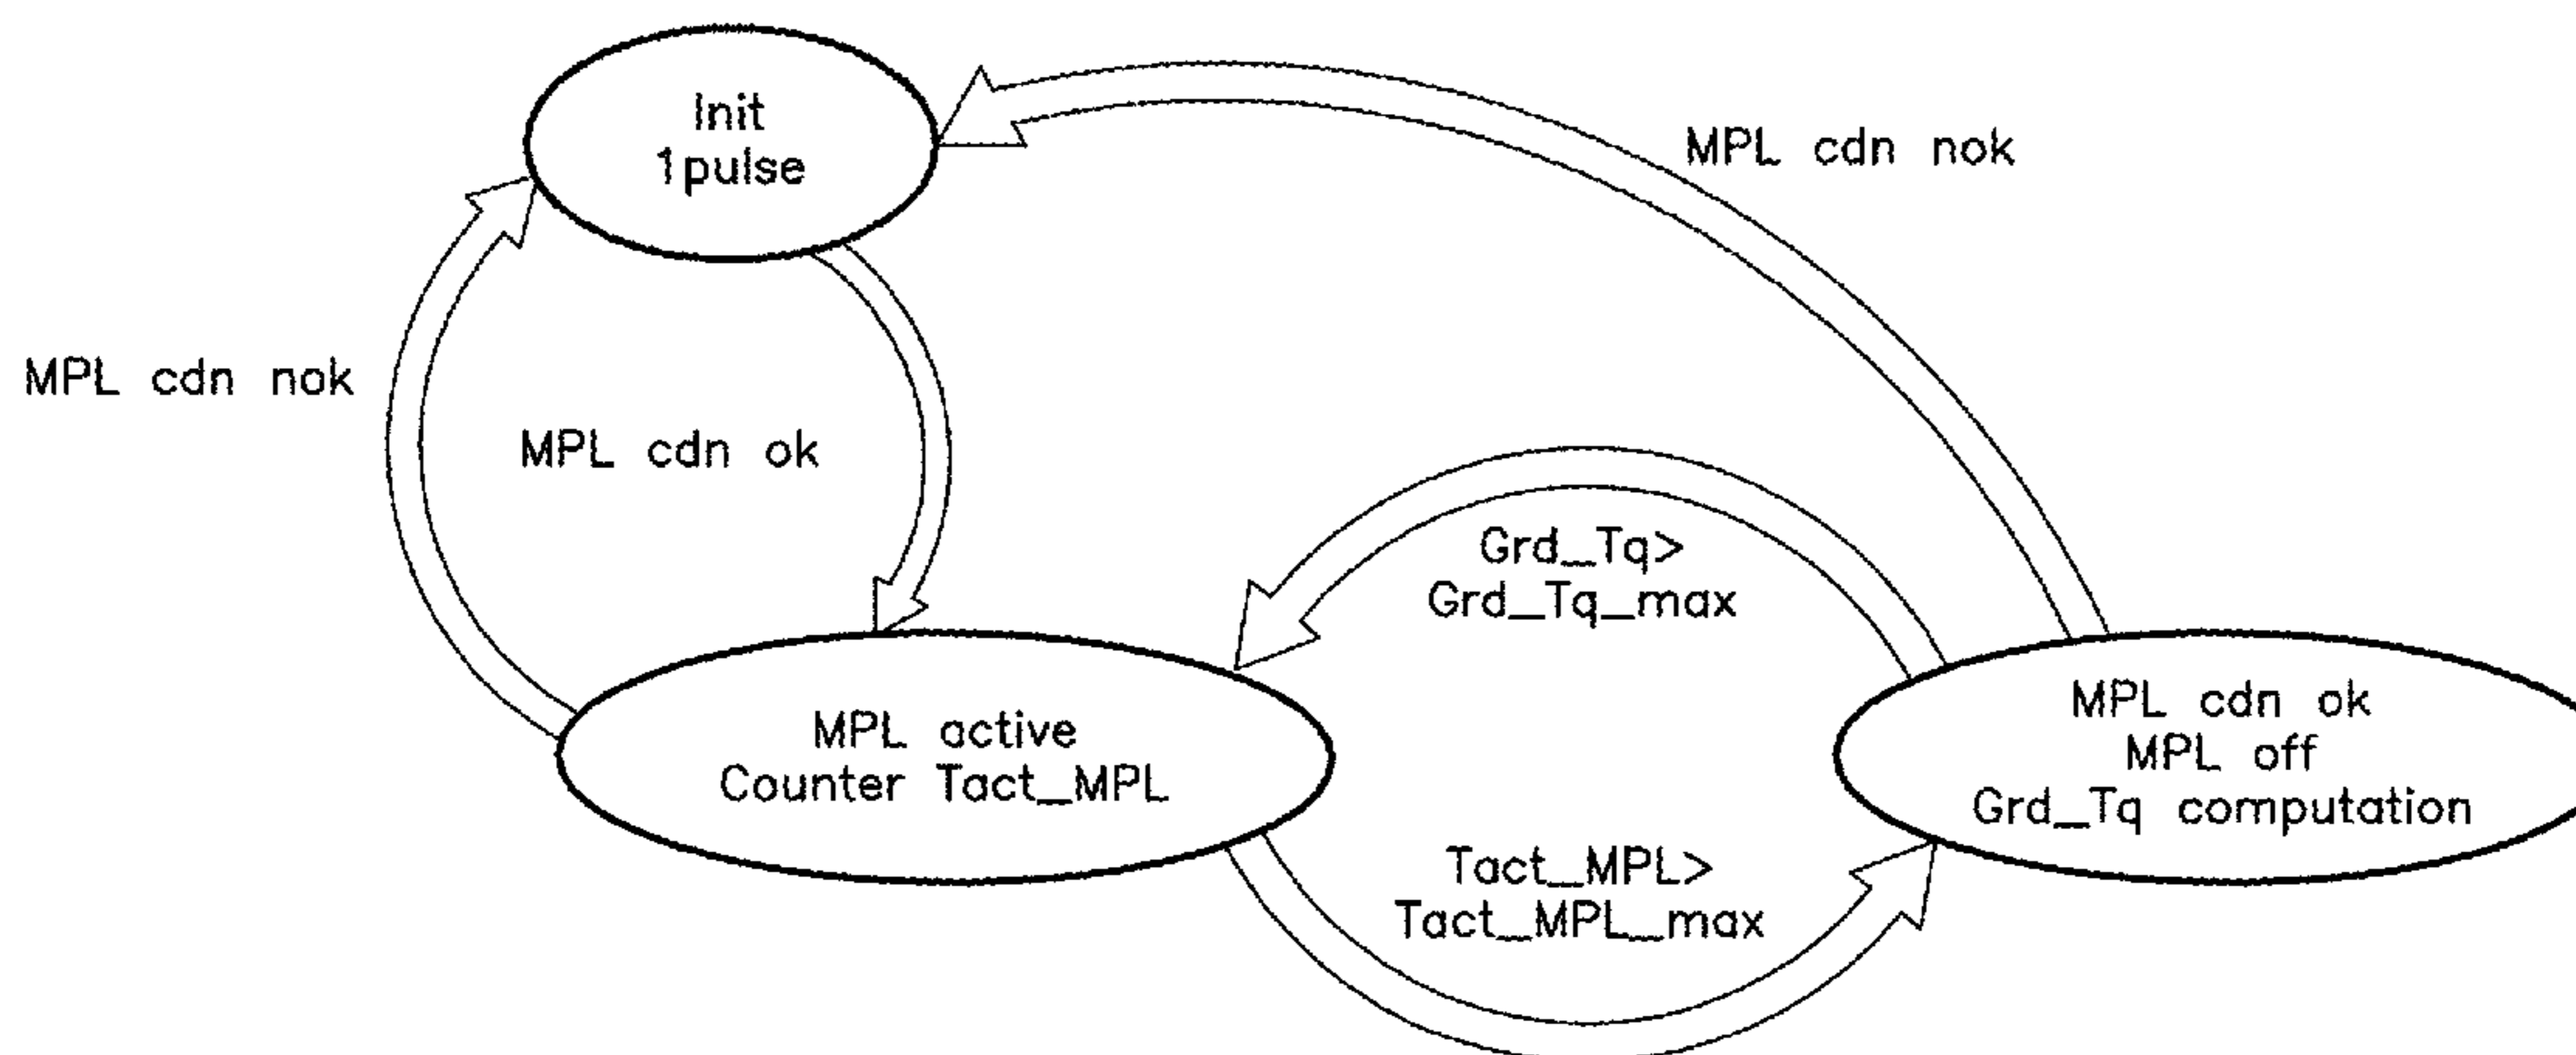 Init
1pulse
MPL cdn nok
MPL cdn nok
MPL cdn ok
Grd_Tq>
Grd_Tq_max
MPL cdn ok
MPL off
Grd_Tq computation
MPL active
Counter Tact_MPL
Tact_MPL>
Tact_MPL_max